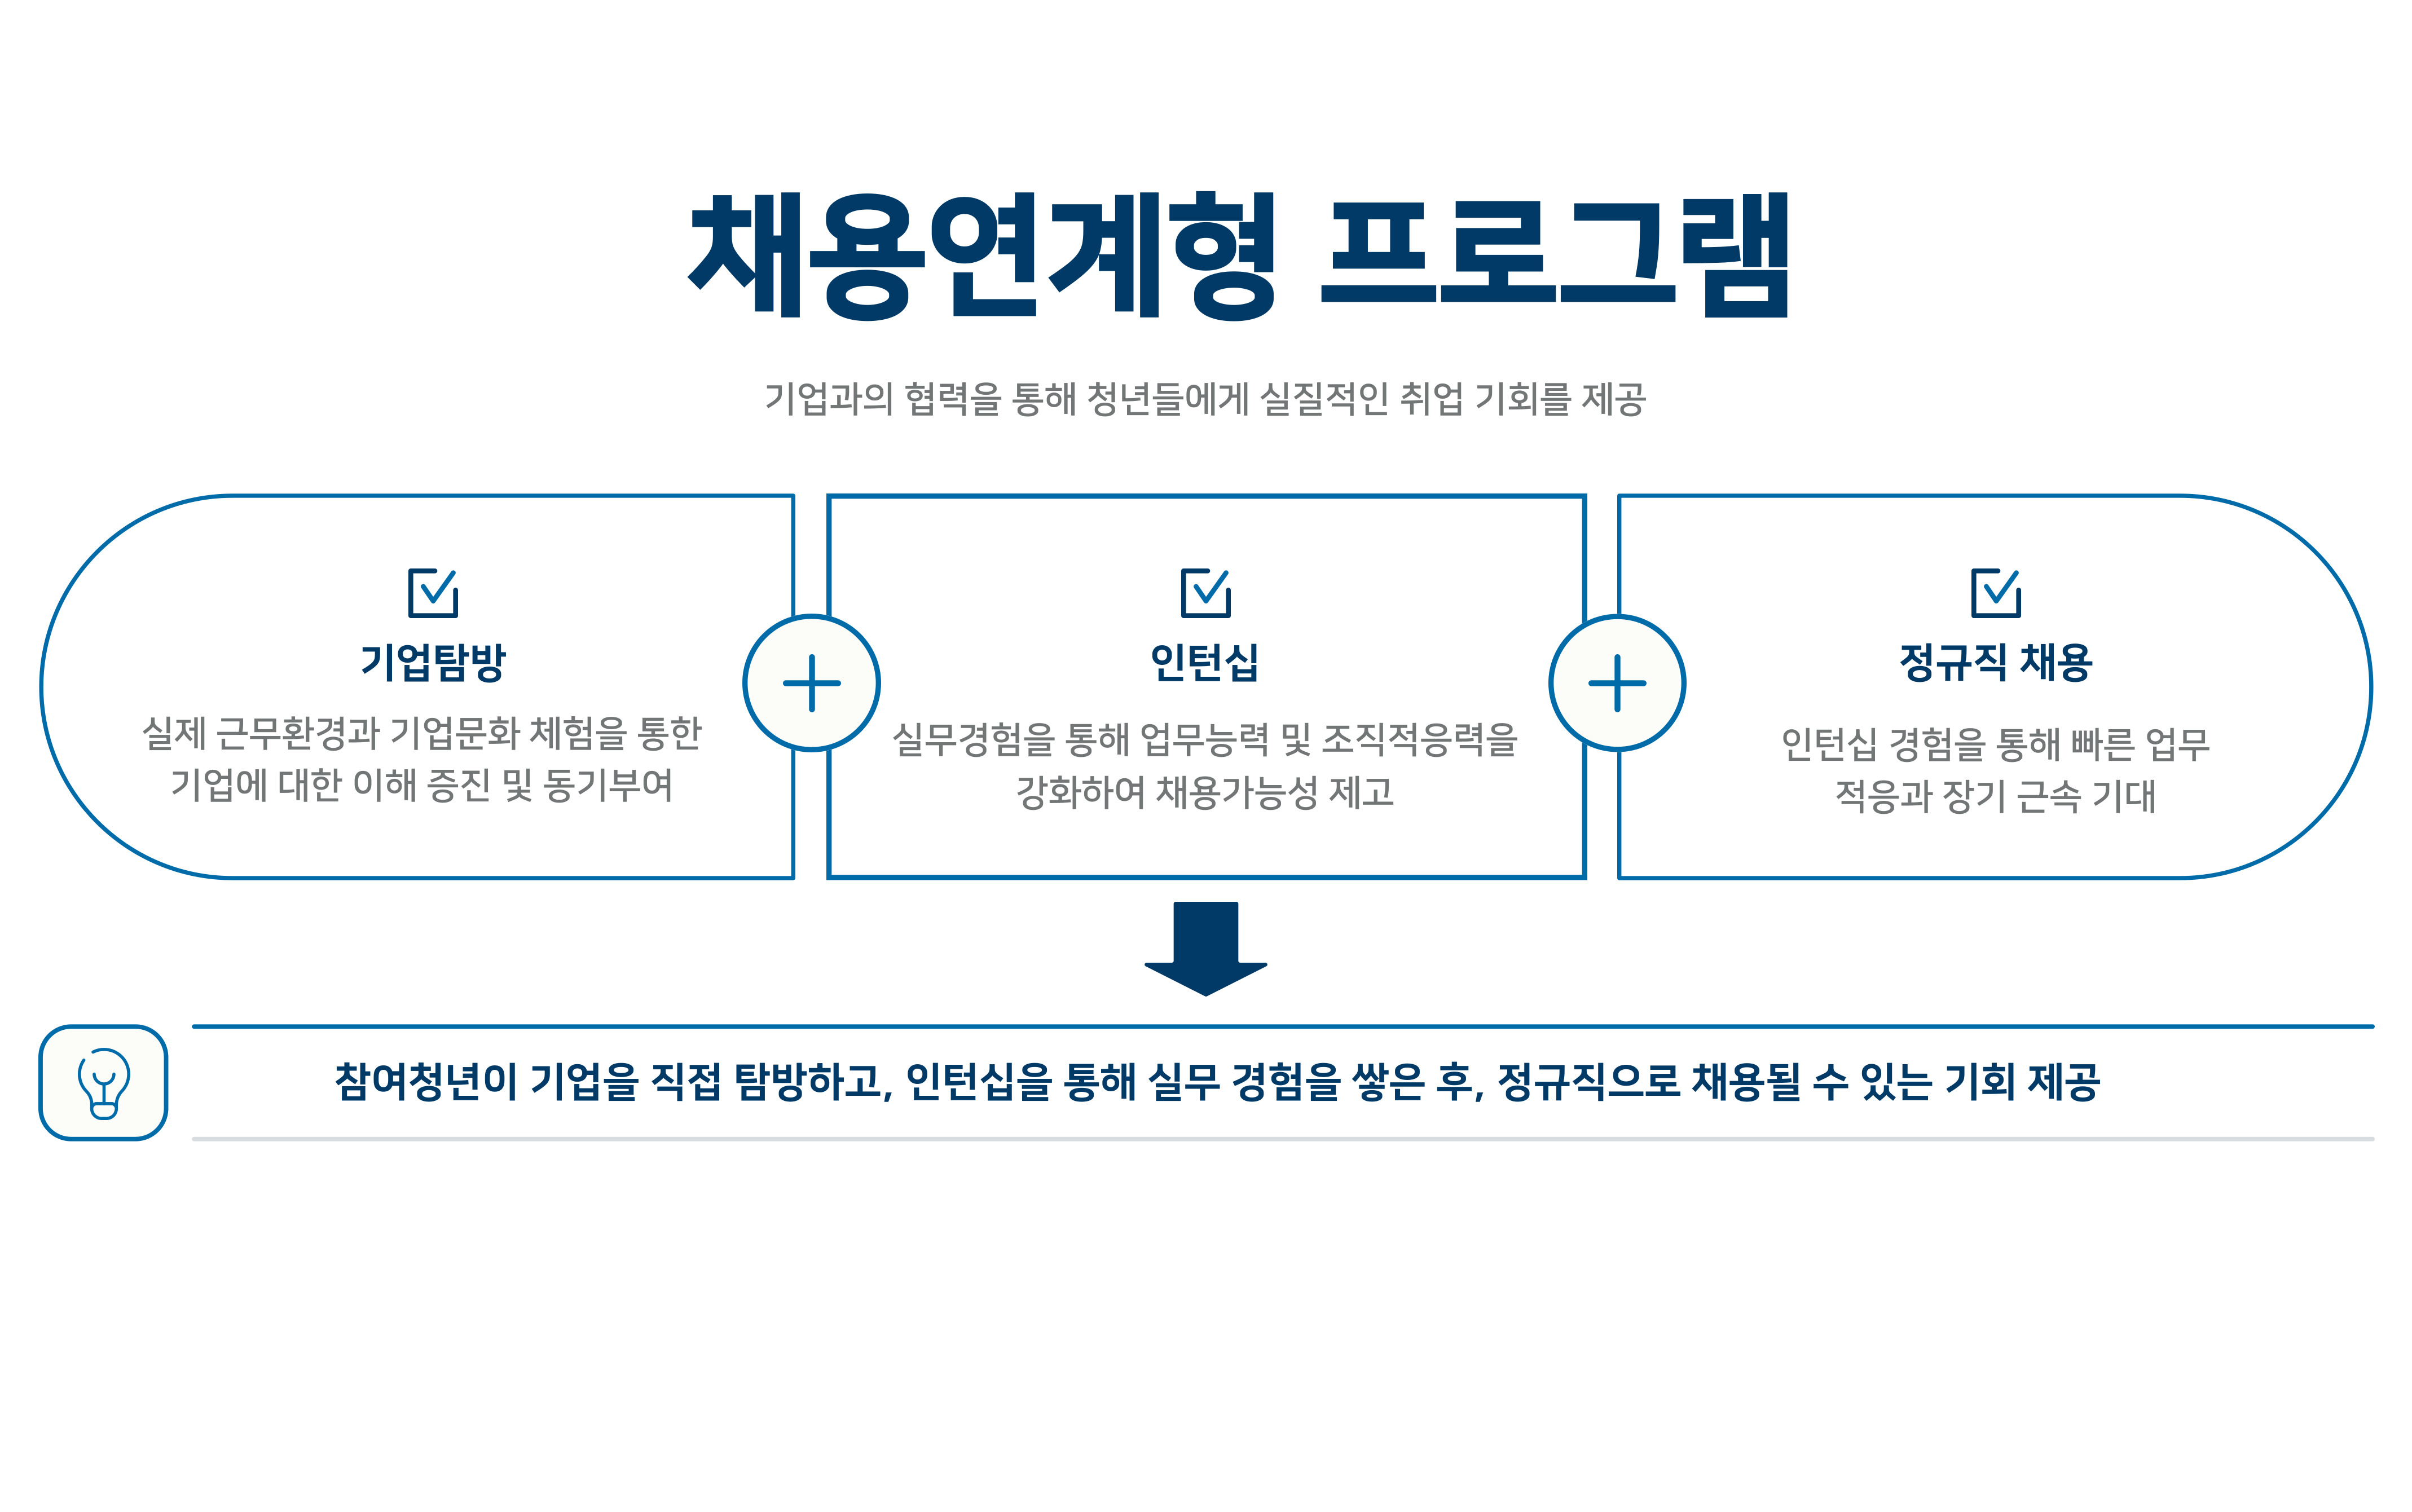 채용연계형 프로그램
기업과의 협력을 통해 청년들에게 실질적인 취업 기회를 제공
기업탐방
실제 근무환경과 기업문화 체험을 통한
기업에 대한 이해 증진 및 동기부여
인턴십
실무경험을 통해 업무능력 및 조직적응력을
강화하여 채용가능성 제고
정규직 채용
인턴십 경험을 통해 빠른 업무
적응과 장기 근속 기대
참여청년이 기업을 직접 탐방하고, 인턴십을 통해 실무 경험을 쌓은 후, 정규직으로 채용될 수 있는 기회 제공